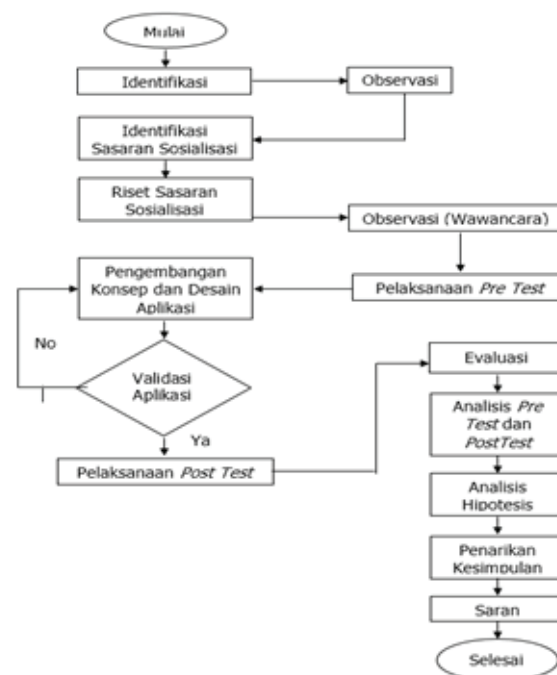 Mulai
Identifikasi
Observasi
Identifikasi
Sasaran Sosialisasi
Riset Sasaran
Sosialisasi
Observasi (Wawancara)
Pelaksanaan Pre Test
Pengembangan
Konsep dan Desain
Aplikasi
No
Validasi
Aplikasi
Ya
Pelaksanaan Post Test
Evaluasi
Analisis Pre
Test dan
PostTest
Analisis
Hipotesis
Penarikan
Kesimpulan
Saran
Selesai